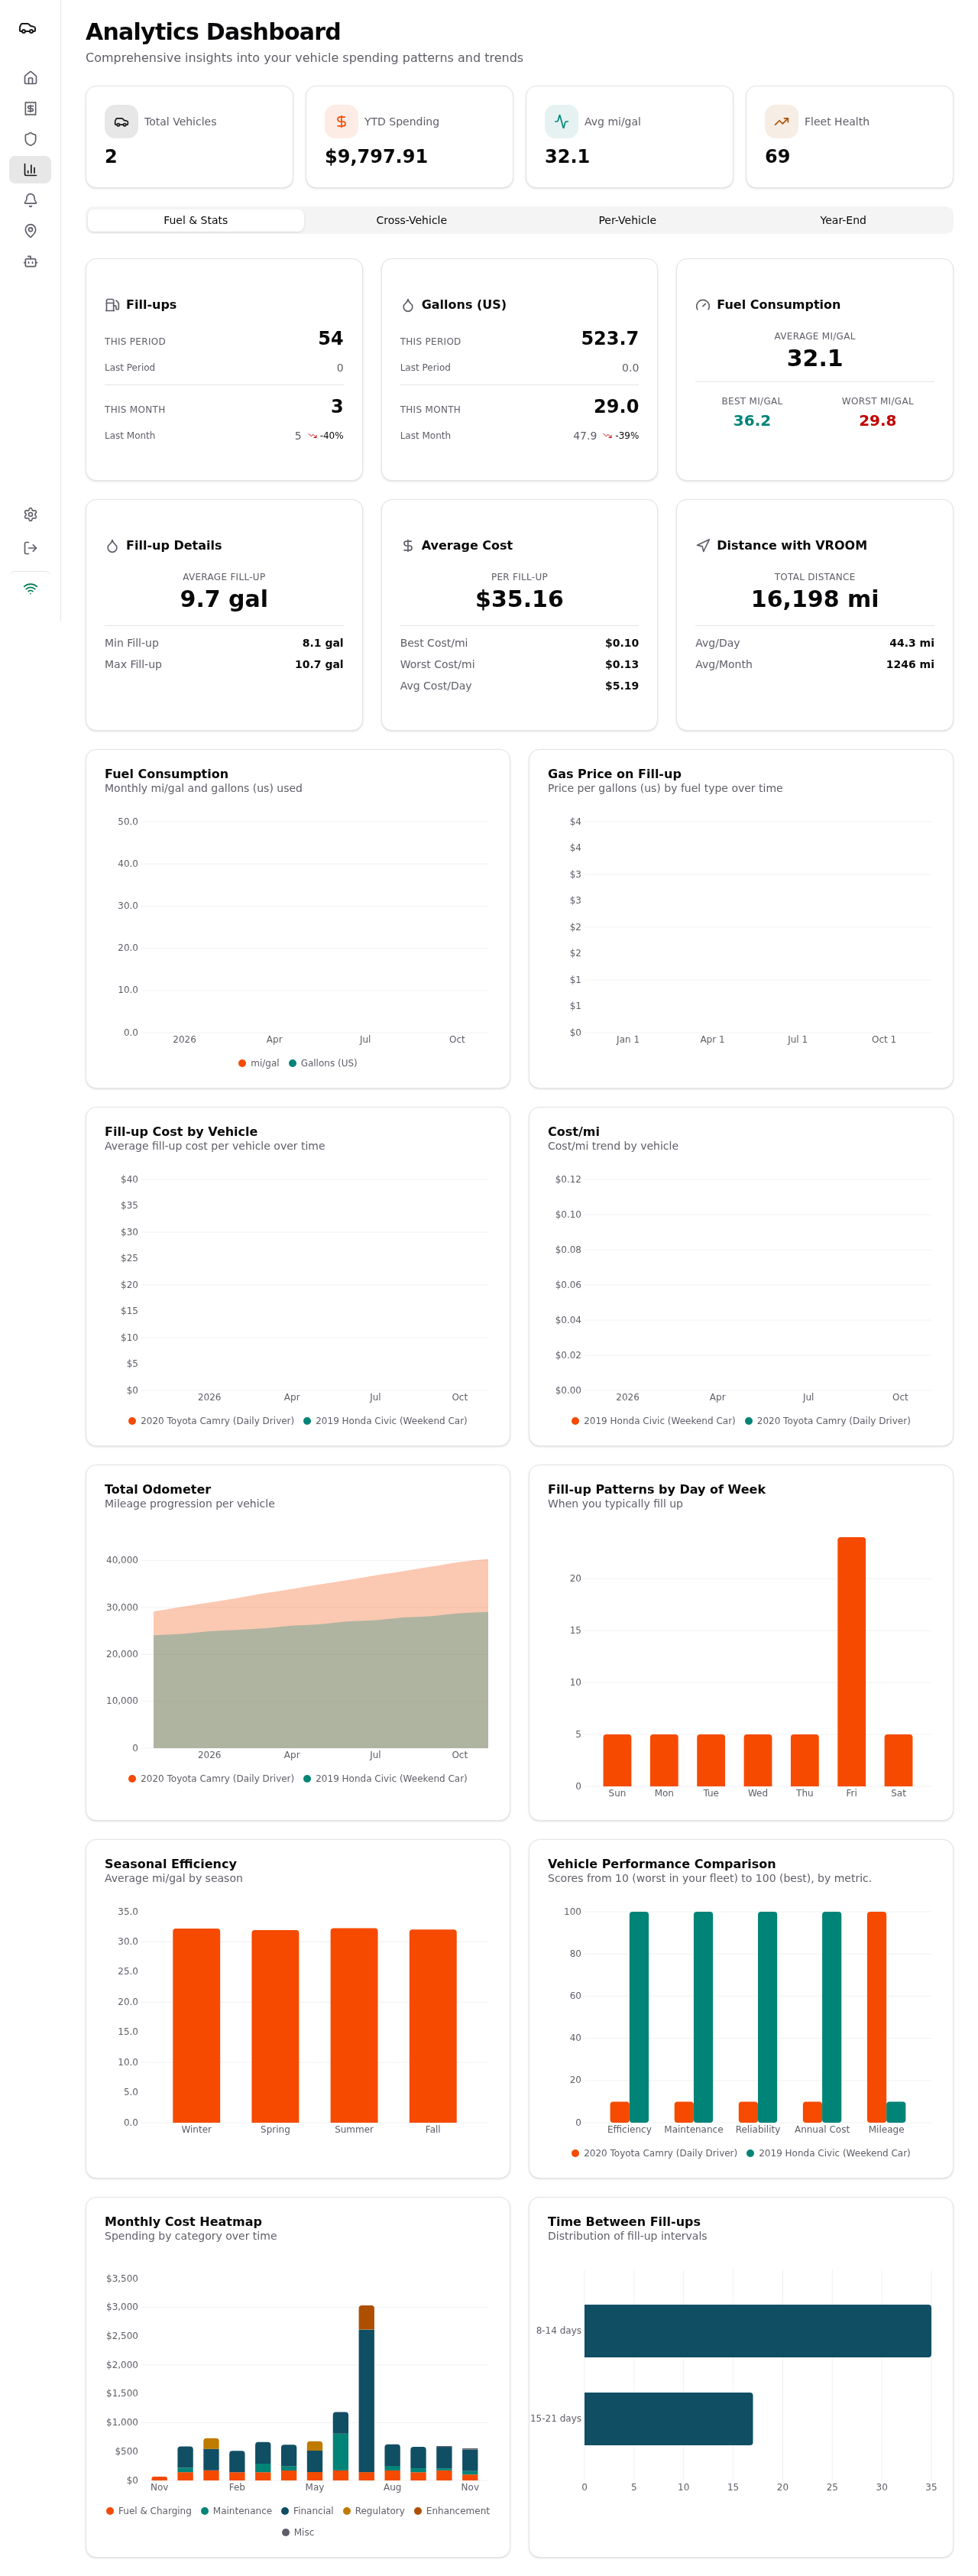 Analytics Dashboard
Comprehensive insights into your vehicle spending patterns and trends
Total Vehicles
2
YTD Spending
$9,797.91
Avg mi/gal
32.1
Fleet Health
69
Fuel & Stats
Cross-Vehicle
Per-Vehicle
Year-End
Fill-ups
THIS PERIOD 54
Last Period 0
THIS MONTH 3
Last Month 5 -40%
Gallons (US)
THIS PERIOD 523.7
Last Period 0.0
THIS MONTH 29.0
Last Month 47.9 -39%
Fuel Consumption
AVERAGE MI/GAL
32.1
BEST MI/GAL WORST MI/GAL
36.2 29.8
Fill-up Details
AVERAGE FILL-UP
9.7 gal
Min Fill-up 8.1 gal
Max Fill-up 10.7 gal
Average Cost
PER FILL-UP
$35.16
Best Cost/mi $0.10
Worst Cost/mi $0.13
Avg Cost/Day $5.19
Distance with VROOM
TOTAL DISTANCE
16,198 mi
Avg/Day 44.3 mi
Avg/Month 1246 mi
Fuel Consumption
Monthly mi/gal and gallons (us) used
50.0
40.0
30.0
20.0
10.0
0.0
2026 Apr Jul Oct
mi/gal Gallons (US)
Gas Price on Fill-up
Price per gallons (us) by fuel type over time
$4
$4
$3
$3
$2
$2
$1
$1
$0
Jan 1 Apr 1 Jul 1 Oct 1
Fill-up Cost by Vehicle
Average fill-up cost per vehicle over time
$40
$35
$30
$25
$20
$15
$10
$5
$0
2026 Apr Jul Oct
2020 Toyota Camry (Daily Driver) 2019 Honda Civic (Weekend Car)
Cost/mi
Cost/mi trend by vehicle
$0.12
$0.10
$0.08
$0.06
$0.04
$0.02
$0.00
2026 Apr Jul Oct
2019 Honda Civic (Weekend Car) 2020 Toyota Camry (Daily Driver)
Total Odometer
Mileage progression per vehicle
40,000
30,000
20,000
10,000
0
2026 Apr Jul Oct
2020 Toyota Camry (Daily Driver) 2019 Honda Civic (Weekend Car)
Fill-up Patterns by Day of Week
When you typically fill up
20
15
10
5
0
Sun Mon Tue Wed Thu Fri Sat
Seasonal Efficiency
Average mi/gal by season
35.0
30.0
25.0
20.0
15.0
10.0
5.0
0.0
Winter Spring Summer Fall
Vehicle Performance Comparison
Scores from 10 (worst in your fleet) to 100 (best), by metric.
100
80
60
40
20
0
Efficiency Maintenance Reliability Annual Cost Mileage
2020 Toyota Camry (Daily Driver) 2019 Honda Civic (Weekend Car)
Monthly Cost Heatmap
Spending by category over time
$3,500
$3,000
$2,500
$2,000
$1,500
$1,000
$500
$0
Nov Feb May Aug Nov
Fuel & Charging Maintenance Financial Regulatory Enhancement
Misc
Time Between Fill-ups
Distribution of fill-up intervals
8-14 days
15-21 days
0 5 10 15 20 25 30 35